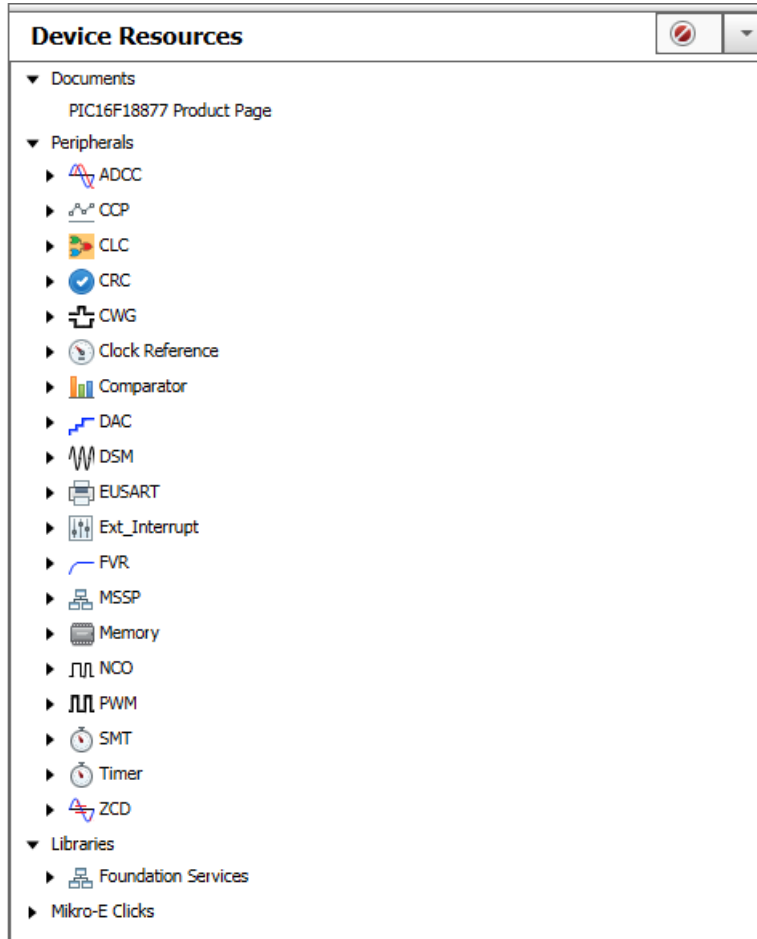 Device Resources
Documents
PIC16F18877 Product Page
Peripherals
ADCC
CCP
CLC
CRC
CWG
Clock Reference
Comparator
DAC
DSM
EUSART
Ext_Interrupt
FVR
MSSP
Memory
NCO
PWM
SMT
Timer
ZCD
Libraries
Foundation Services
Mikro-E Clicks